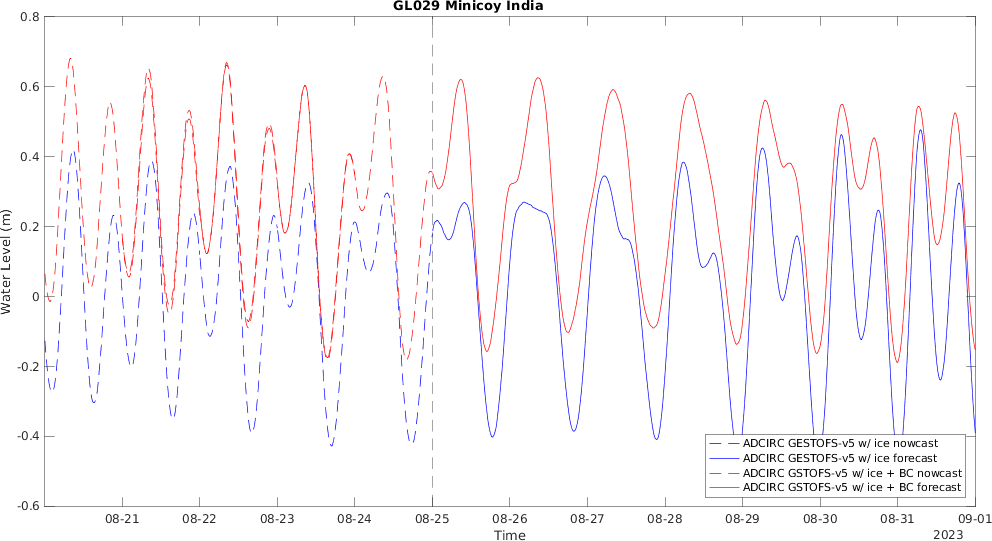 GL029 Minicoy India
0.8
0.6
0.4
0.2
0
-0.2
-0.4
-0.6
Water Level (m)
ADCIRC GESTOFS-v5 w/ ice nowcast
ADCIRC GESTOFS-v5 w/ ice forecast
ADCIRC GSTOFS-v5 w/ ice + BC nowcast
ADCIRC GSTOFS-v5 w/ ice + BC forecast
08-21 08-22 08-23 08-24 08-25 08-26 08-27 08-28 08-29 08-30 08-31 09-01
Time
2023